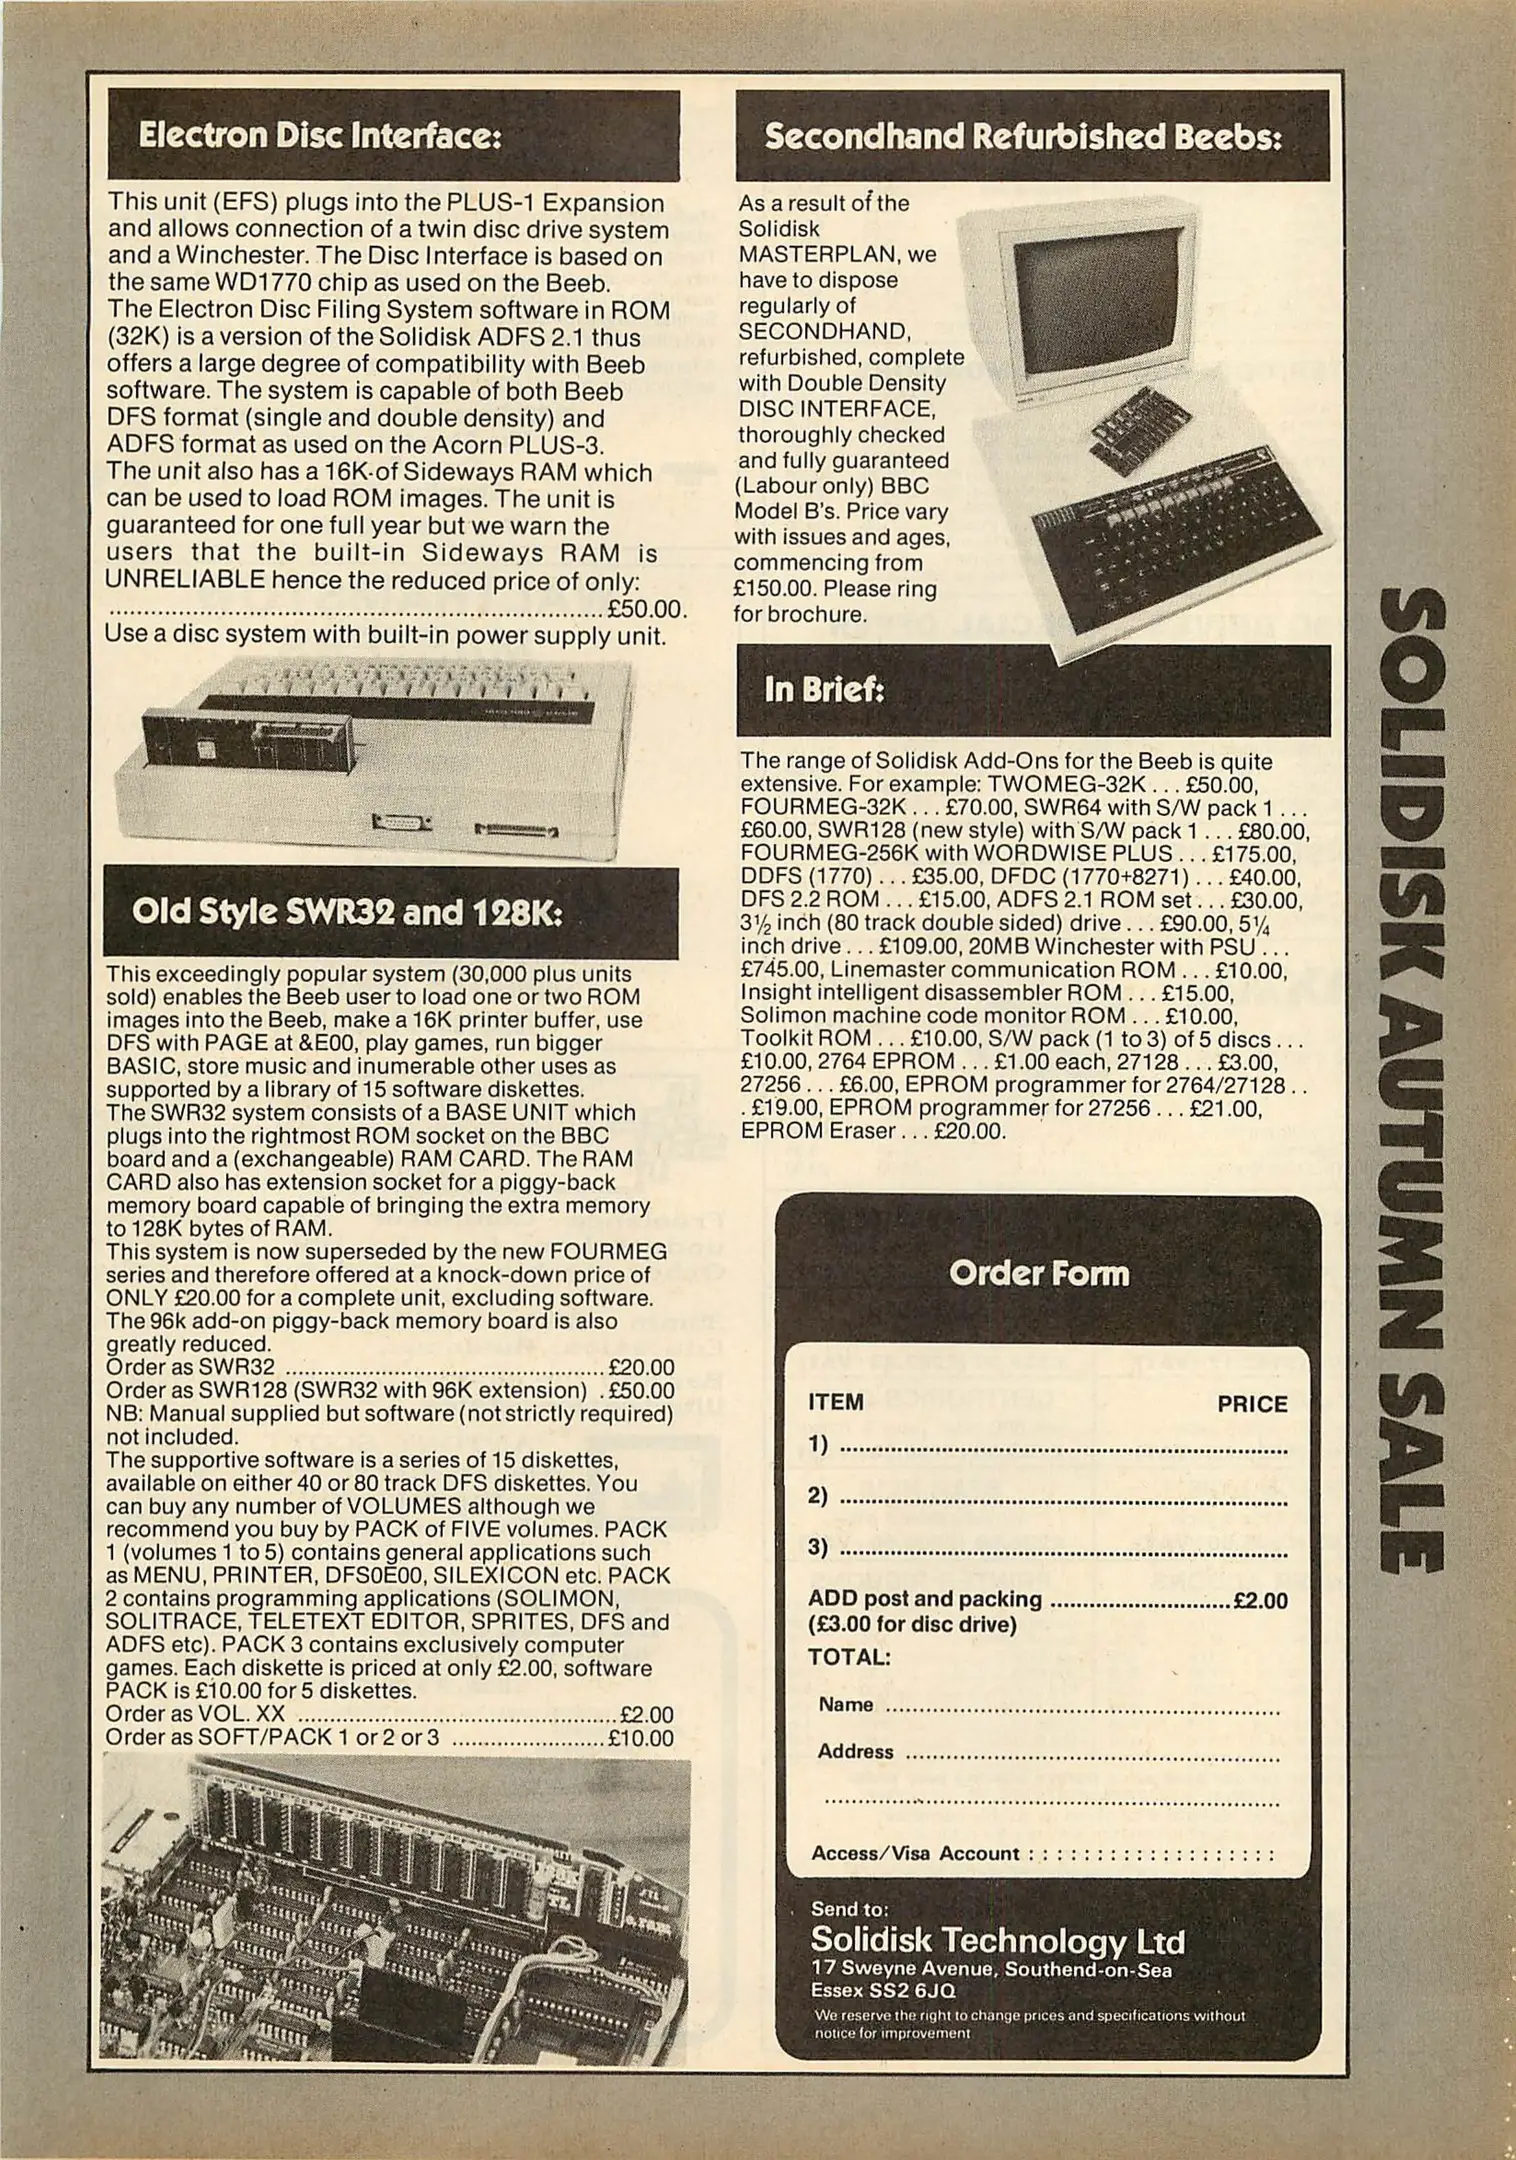 Electron Disc Interface:
This unit (EFS) plugs into the PLUS-1 Expansion
and allows connection of a twin disc drive system
and a Winchester. The Disc Interface is based on
the same WD1770 chip as used on the Beeb.
The Electron Disc Filing System software in ROM
(32K) is a version of the Solidisk ADFS 2.1 thus
offers a large degree of compatibility with Beeb
software. The system is capable of both Beeb
DFS format (single and double density) and
ADFS format as used on the Acorn PLUS-3.
The unit also has a 16K of Sideways RAM which
can be used to load ROM images. The unit is
guaranteed for one full year but we warn the
users that the built-in Sideways RAM is
UNRELIABLE hence the reduced price of only:
........................................................................ £50.00.
Use a disc system with built-in power supply unit.
Old Style SWR32 and 128K:
This exceedingly popular system (30,000 plus units
sold) enables the Beeb user to load one or two ROM
images into the Beeb, make a 16K printer buffer, use
DFS with PAGE at &E00, play games, run bigger
BASIC, store music and inumerable other uses as
supported by a library of 15 software diskettes.
The SWR32 system consists of a BASE UNIT which
plugs into the rightmost ROM socket on the BBC
board and a (exchangeable) RAM CARD. The RAM
CARD also has extension socket for a piggy-back
memory board capable of bringing the extra memory
to 128K bytes of RAM.
This system is now superseded by the new FOURMEG
series and therefore offered at a knock-down price of
ONLY £20.00 for a complete unit, excluding software.
The 96k add-on piggy-back memory board is also
greatly reduced.
Order as SWR32 ................................................. £20.00
Order as SWR128 (SWR32 with 96K extension) . £50.00
NB: Manual supplied but software (not strictly required)
not included.
The supportive software is a series of 15 diskettes,
available on either 40 or 80 track DFS diskettes. You
can buy any number of VOLUMES although we
recommend you buy by PACK of FIVE volumes. PACK
1 (volumes 1 to 5) contains general applications such
as MENU, PRINTER, DFS0E00, SILEXICON etc. PACK
2 contains programming applications (SOLIMON,
SOLITRACE, TELETEXT EDITOR, SPRITES, DFS and
ADFS etc). PACK 3 contains exclusively computer
games. Each diskette is priced at only £2.00, software
PACK is £10.00 for 5 diskettes.
Order as VOL. XX ................................................. £2.00
Order as SOFT/PACK 1 or 2 or 3 ........................ £10.00
Secondhand Refurbished Beebs:
As a result of the
Solidisk
MASTERPLAN, we
have to dispose
regularly of
SECONDHAND,
refurbished, complete
with Double Density
DISC INTERFACE,
thoroughly checked
and fully guaranteed
(Labour only) BBC
Model B's. Price vary
with issues and ages,
commencing from
£150.00. Please ring
for brochure.
In Brief:
The range of Solidisk Add-Ons for the Beeb is quite
extensive. For example: TWOMEG-32K . . . £50.00,
FOURMEG-32K . . . £70.00, SWR64 with S/W pack 1 . . .
£60.00, SWR128 (new style) with S/W pack 1 . . . £80.00,
FOURMEG-256K with WORDWISE PLUS . . . £175.00,
DDFS (1770) . . . £35.00, DFDC (1770+8271) . . . £40.00,
DFS 2.2 ROM . . . £15.00, ADFS 2.1 ROM set . . . £30.00,
3½ inch (80 track double sided) drive . . . £90.00, 5¼
inch drive . . . £109.00, 20MB Winchester with PSU . . .
£745.00, Linemaster communication ROM . . . £10.00,
Insight intelligent disassembler ROM . . . £15.00,
Solimon machine code monitor ROM . . . £10.00,
Toolkit ROM . . . £10.00, S/W pack (1 to 3) of 5 discs . . .
£10.00, 2764 EPROM . . . £1.00 each, 27128 . . . £3.00,
27256 . . . £6.00, EPROM programmer for 2764/27128 . .
. £19.00, EPROM programmer for 27256 . . . £21.00,
EPROM Eraser . . . £20.00.
Order Form
ITEM PRICE
1) ........................................................................
2) ........................................................................
3) ........................................................................
ADD post and packing ............................ £2.00
(£3.00 for disc drive)
TOTAL:
Name ............................................................
Address .........................................................
........................................................................
Access/Visa Account : : : : : : : : : : : : : : : : : : :
Send to:
Solidisk Technology Ltd
17 Sweyne Avenue, Southend-on-Sea
Essex SS2 6JQ
We reserve the right to change prices and specifications without
notice for improvement
SOLIDISK AUTUMN SALE